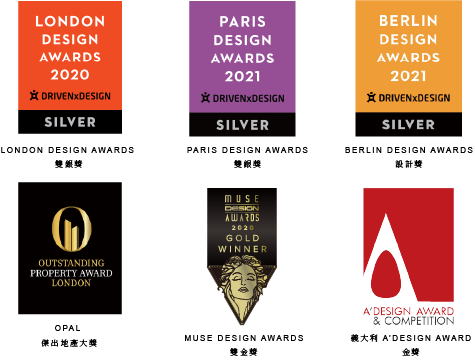 LONDON
DESIGN
AWARDS
2020
DRIVENxDESIGN
SILVER
LONDON DESIGN AWARDS
雙銀獎
PARIS
DESIGN
AWARDS
2021
DRIVENxDESIGN
SILVER
PARIS DESIGN AWARDS
雙銀獎
BERLIN
DESIGN
AWARDS
2021
DRIVENxDESIGN
SILVER
BERLIN DESIGN AWARDS
設計獎
OUTSTANDING
PROPERTY AWARD
LONDON
OPAL
傑出地產大獎
MUSE
DESIGN
AWARDS
2020
GOLD
WINNER
MUSE DESIGN AWARDS
雙金獎
A'DESIGN AWARD
& COMPETITION
義大利 A'DESIGN AWARD
金獎